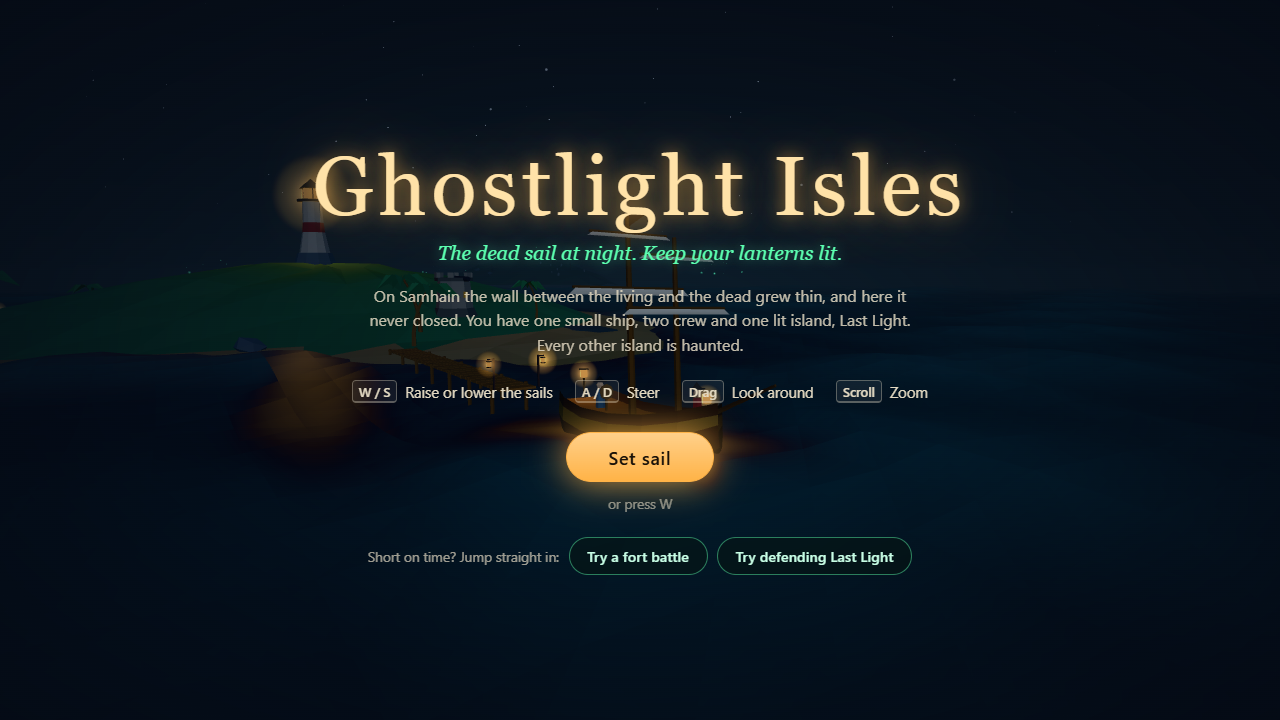 Ghostlight Isles
The dead sail at night. Keep your lanterns lit.
On Samhain the wall between the living and the dead grew thin, and here it
never closed. You have one small ship, two crew and one lit island, Last Light.
Every other island is haunted.
W / S Raise or lower the sails A / D Steer Drag Look around Scroll Zoom
Set sail
or press W
Short on time? Jump straight in: Try a fort battle Try defending Last Light